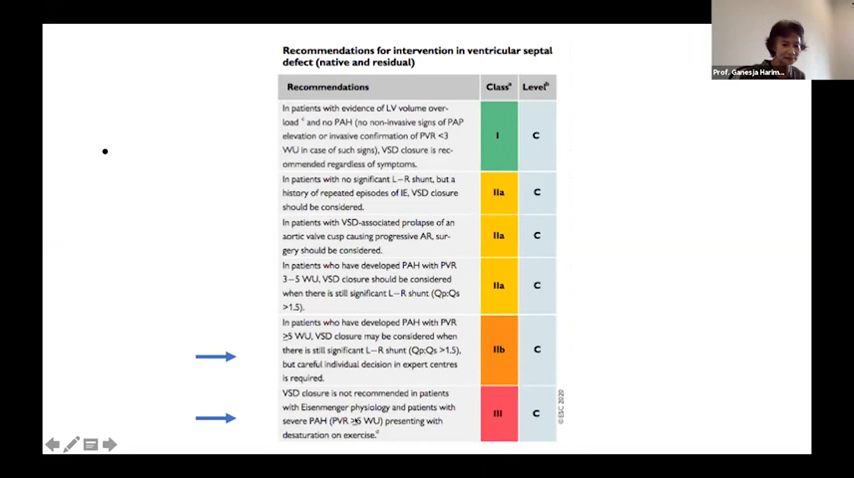 Prof. Ganesja Harim...
Recommendations for intervention in ventricular septal
defect (native and residual)
Recommendations Classᵃ Levelᵇ
In patients with evidence of LV volume over-
load ᶜ and no PAH (no non-invasive signs of PAP
elevation or invasive confirmation of PVR <3
WU in case of such signs), VSD closure is rec-
ommended regardless of symptoms.
I C
In patients with no significant L–R shunt, but a
history of repeated episodes of IE, VSD closure
should be considered.
IIa C
In patients with VSD-associated prolapse of an
aortic valve cusp causing progressive AR, sur-
gery should be considered.
IIa C
In patients who have developed PAH with PVR
3–5 WU, VSD closure should be considered
when there is still significant L–R shunt (Qp:Qs
>1.5).
IIa C
In patients who have developed PAH with PVR
≥5 WU, VSD closure may be considered when
there is still significant L–R shunt (Qp:Qs >1.5),
but careful individual decision in expert centres
is required.
IIb C
VSD closure is not recommended in patients
with Eisenmenger physiology and patients with
severe PAH (PVR ≥5 WU) presenting with
desaturation on exercise.ᵈ
III C
©ESC 2020